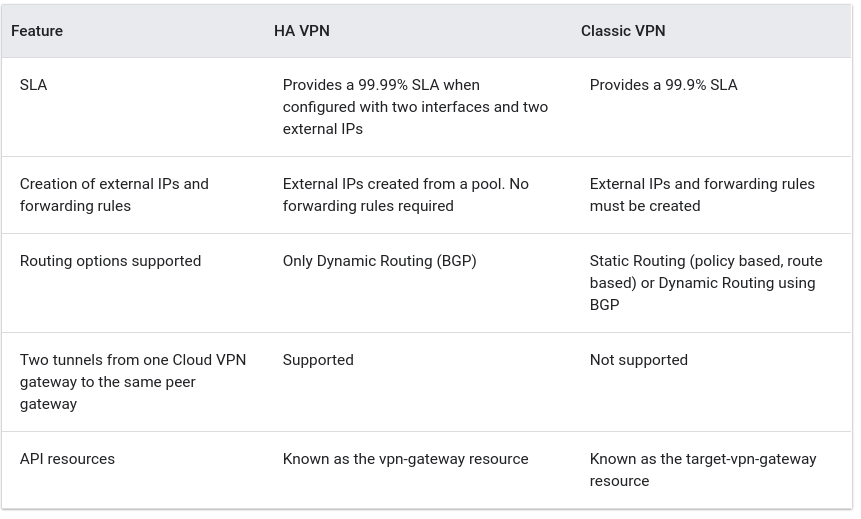 Feature
HA VPN
Classic VPN
SLA
Provides a 99.99% SLA when
configured with two interfaces and two
external IPs
Provides a 99.9% SLA
Creation of external IPs and
forwarding rules
External IPs created from a pool. No
forwarding rules required
External IPs and forwarding rules
must be created
Routing options supported
Only Dynamic Routing (BGP)
Static Routing (policy based, route
based) or Dynamic Routing using
BGP
Two tunnels from one Cloud VPN
gateway to the same peer
gateway
Supported
Not supported
API resources
Known as the vpn-gateway resource
Known as the target-vpn-gateway
resource